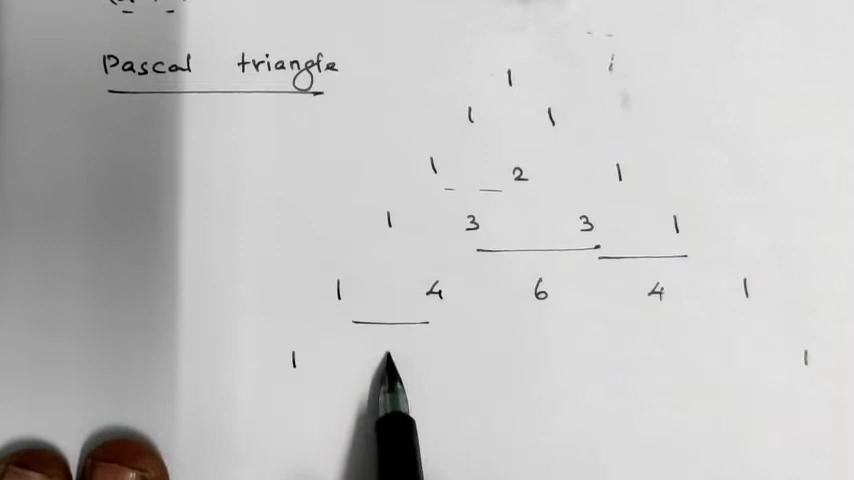 Pascal triangle
1
1 1
1 2 1
1 3 3 1
1 4 6 4 1
1 1